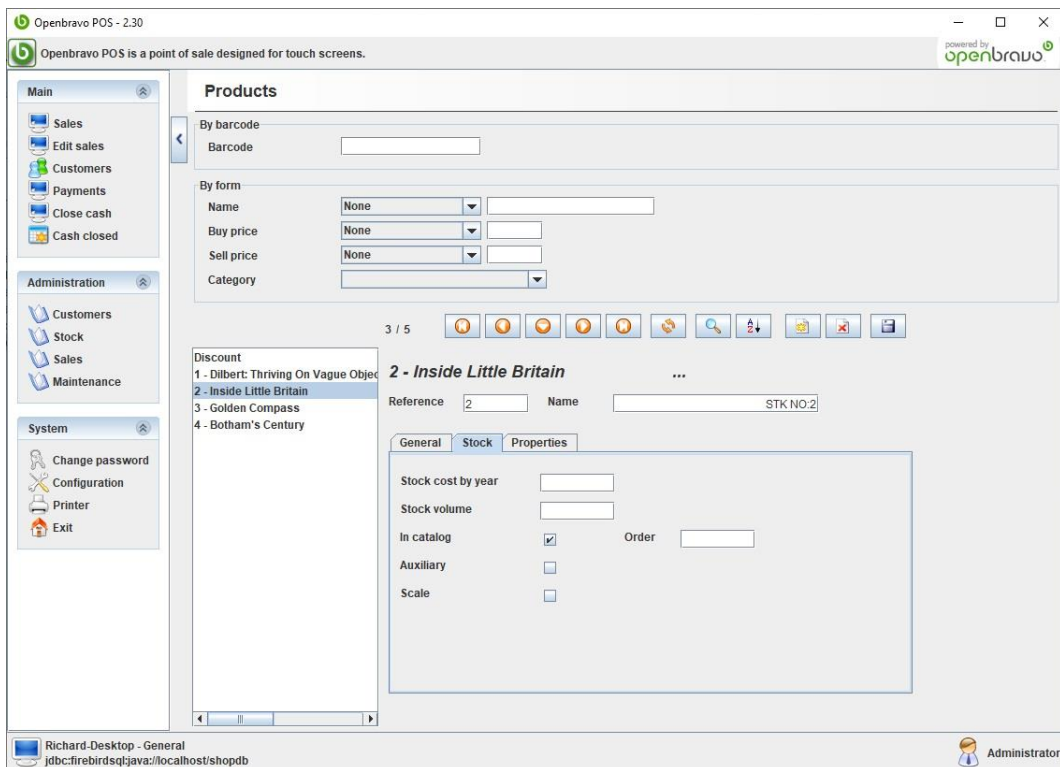 Openbravo POS - 2.30
Openbravo POS is a point of sale designed for touch screens.
powered by
openbravo
Main
Sales
Edit sales
Customers
Payments
Close cash
Cash closed
Administration
Customers
Stock
Sales
Maintenance
System
Change password
Configuration
Printer
Exit
Products
By barcode
Barcode
By form
Name None
Buy price None
Sell price None
Category
3 / 5
Discount
1 - Dilbert: Thriving On Vague Objec
2 - Inside Little Britain
3 - Golden Compass
4 - Botham's Century
2 - Inside Little Britain ...
Reference 2 Name STK NO:2
General Stock Properties
Stock cost by year
Stock volume
In catalog Order
Auxiliary
Scale
Richard-Desktop - General
jdbc:firebirdsql:java://localhost/shopdb
Administrator